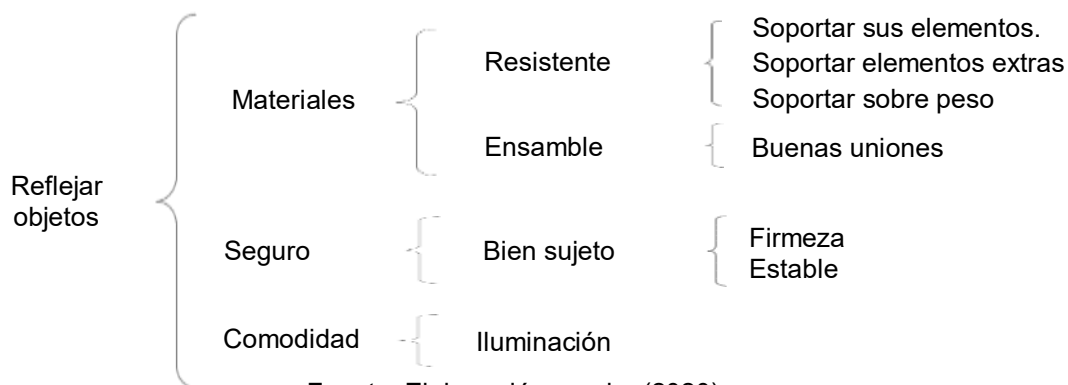 Reflejar
objetos
Materiales
Resistente
Soportar sus elementos.
Soportar elementos extras
Soportar sobre peso
Ensamble
Buenas uniones
Seguro
Bien sujeto
Firmeza
Estable
Comodidad
Iluminación